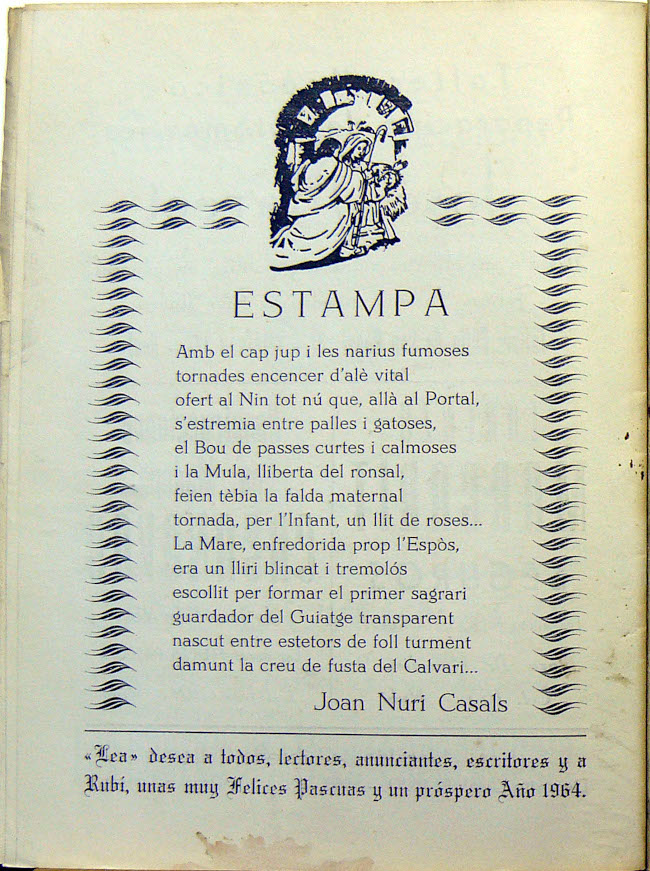 ESTAMPA
Amb el cap jup i les narius fumoses
tornades encencer d'alè vital
ofert al Nin tot nú que, allà al Portal,
s'estremia entre palles i gatoses,
el Bou de passes curtes i calmoses
i la Mula, lliberta del ronsal,
feien tèbia la falda maternal
tornada, per l'Infant, un llit de roses...
La Mare, enfredorida prop l'Espòs,
era un lliri blincat i tremolós
escollit per formar el primer sagrari
guardador del Guiatge transparent
nascut entre estetors de foll turment
damunt la creu de fusta del Calvari...
Joan Nuri Casals
«Lea» desea a todos, lectores, anunciantes, escritores y a
Rubí, unas muy Felices Pascuas y un próspero Año 1964.